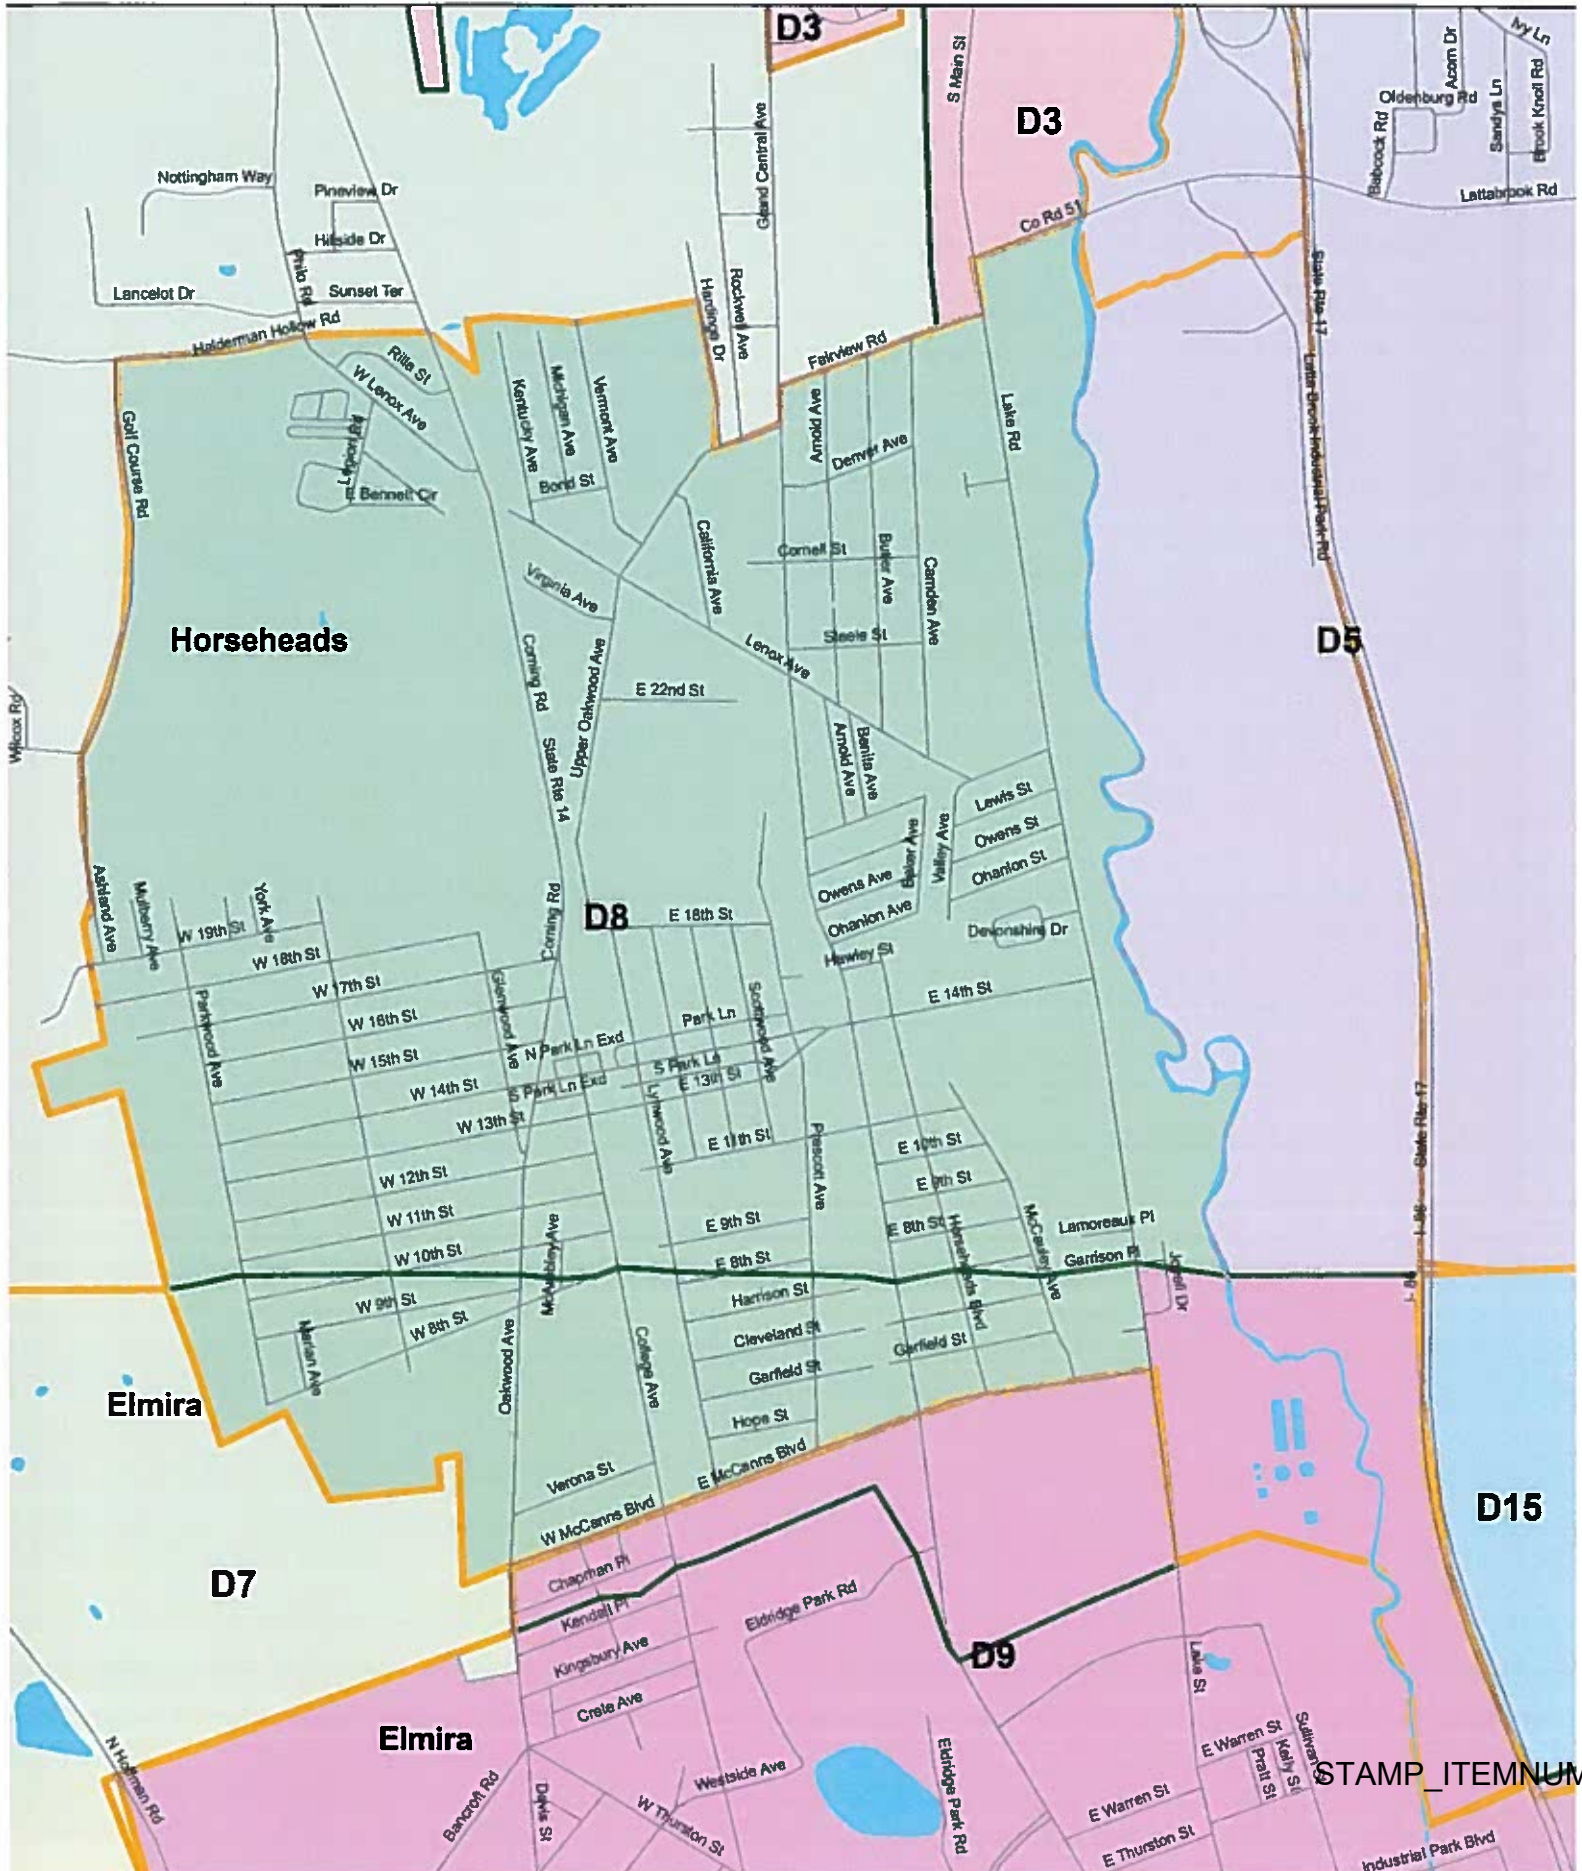 D3
S Main St
D3
Ivy Ln
Acorn Dr
Oldenburg Rd
Sandys Ln
Brook Knoll Rd
Babcock Rd
Lattabrook Rd
Grand Central Ave
Nottingham Way
Pineview Dr
Hillside Dr
Philo Rd
Lancelot Dr
Sunset Ter
Halderman Hollow Rd
Co Rd 51
State Rte 17
Latta Brook Industrial Park Rd
Hardinge Dr
Rockwell Ave
Fairview Rd
Rilla St
W Lenox Ave
Legion Rd
E Bennett Cir
Golf Course Rd
Kentucky Ave
Michigan Ave
Vermont Ave
Bond St
Arnold Ave
Denver Ave
Lake Rd
California Ave
Cornell St
Butler Ave
Camden Ave
Virginia Ave
Steele St
Horseheads
Lenox Ave
D5
Corning Rd
Upper Oakwood Ave
E 22nd St
Wilcox Rd
State Rte 14
Arnold Ave
Benita Ave
Lewis St
Owens St
Ohanlon St
Valley Ave
Baker Ave
Owens Ave
Ohanlon Ave
Devonshire Dr
Hawley St
Ashland Ave
Mulberry Ave
York Ave
W 19th St
W 18th St
Corning Rd
D8
E 18th St
W 17th St
W 16th St
W 15th St
W 14th St
W 13th St
Parkwood Ave
Glenwood Ave
N Park Ln Exd
S Park Ln Exd
Park Ln
S Park Ln
E 13th St
Southwood Ave
E 14th St
Lynwood Ave
E 11th St
Prescott Ave
E 10th St
E 9th St
E 8th St
W 12th St
W 11th St
W 10th St
E 9th St
E 8th St
Horseheads Blvd
McCauley Ave
Lamoreaux Pl
Garrison Pl
Jewell Dr
I- 86
State Rte 17
I- 86
McAmbley Ave
W 9th St
W 8th St
Marian Ave
Harrison St
Cleveland St
Garfield St
Garfield St
Hope St
Oakwood Ave
College Ave
Elmira
Verona St
E McCanns Blvd
W McCanns Blvd
D15
D7
Chapman Pl
Kendall Pl
Kingsbury Ave
Crete Ave
Eldridge Park Rd
D9
Lake St
Elmira
N Hoffman Rd
Bancroft Rd
Davis St
W Thurston St
Westside Ave
Eldridge Park Rd
E Warren St
E Warren St
E Thurston St
Pratt St
Kelly St
Sullivan St
STAMP_ITEMNUM
Industrial Park Blvd